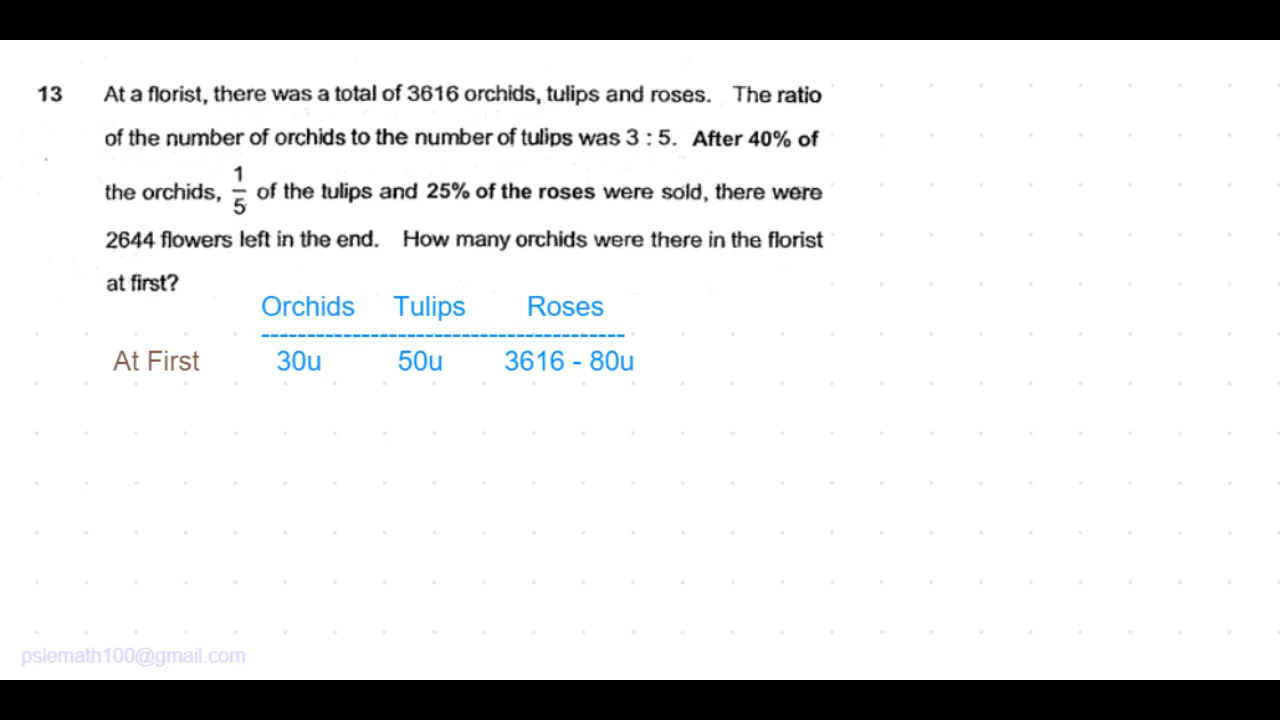 13 At a florist, there was a total of 3616 orchids, tulips and roses. The ratio
of the number of orchids to the number of tulips was 3 : 5. After 40% of
the orchids, 1/5 of the tulips and 25% of the roses were sold, there were
2644 flowers left in the end. How many orchids were there in the florist
at first?
Orchids Tulips Roses
---------------------------------------
At First 30u 50u 3616 - 80u
pslemath100@gmail.com